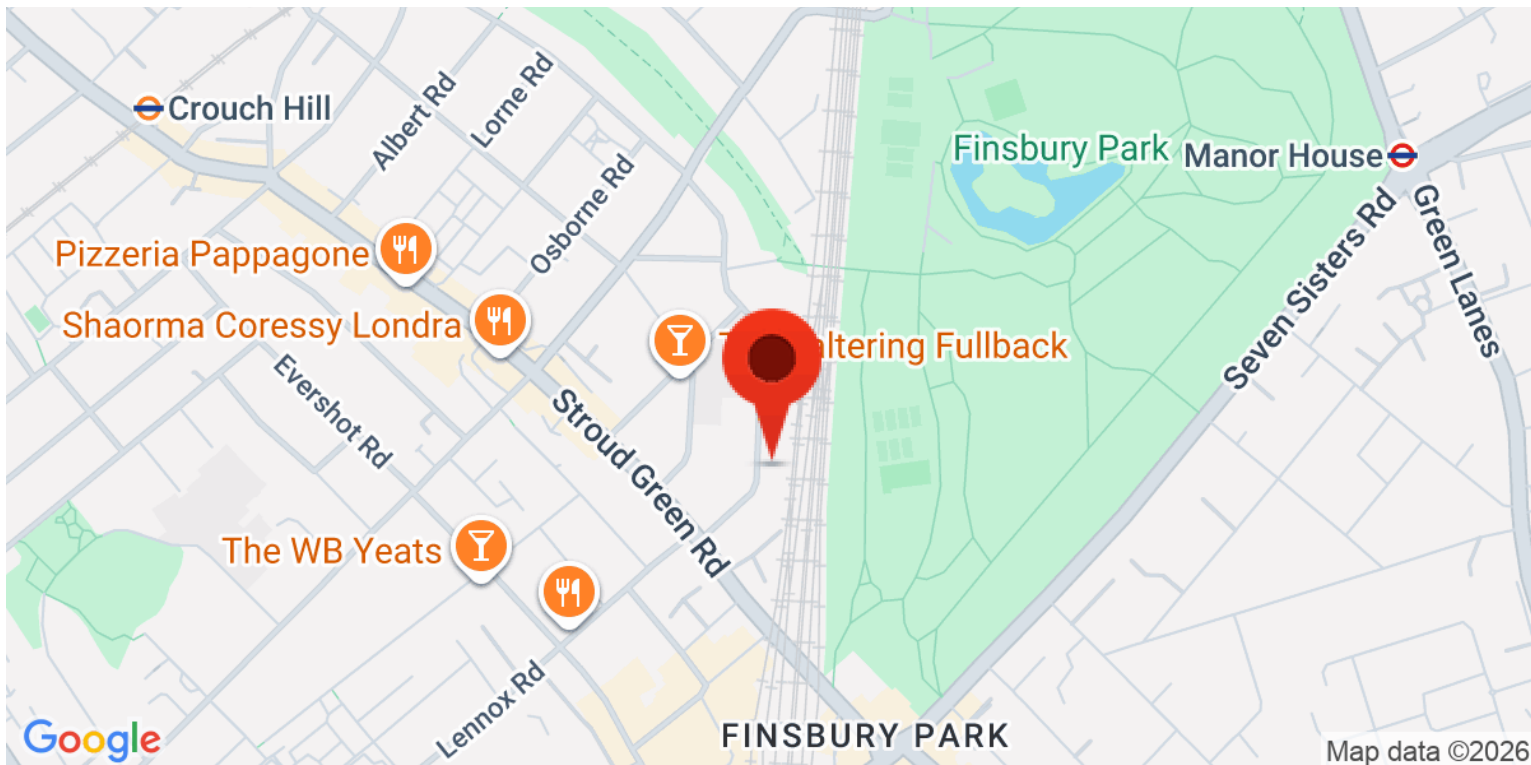 Crouch Hill
Albert Rd
Lorne Rd
Osborne Rd
Finsbury Park
Manor House
Green Lanes
Seven Sisters Rd
Pizzeria Pappagone
Shaorma Coressy Londra
altering Fullback
Evershot Rd
Stroud Green Rd
The WB Yeats
Lennox Rd
FINSBURY PARK
Google
Map data ©2026